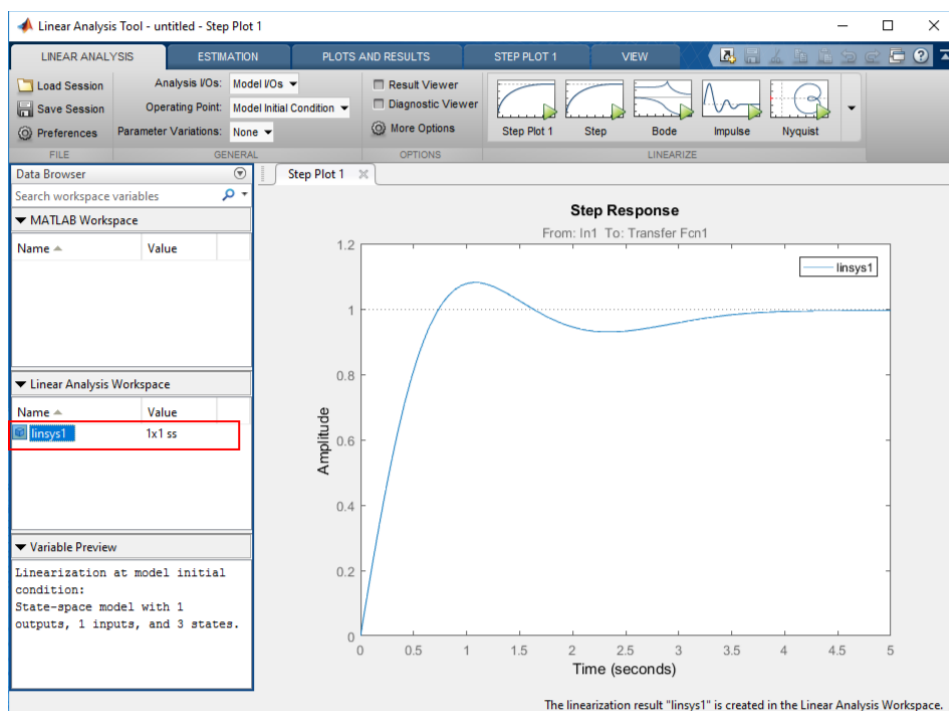 Linear Analysis Tool - untitled - Step Plot 1
LINEAR ANALYSIS ESTIMATION PLOTS AND RESULTS STEP PLOT 1 VIEW
Load Session
Save Session
Preferences
FILE
Analysis I/Os: Model I/Os
Operating Point: Model Initial Condition
Parameter Variations: None
GENERAL
Result Viewer
Diagnostic Viewer
More Options
OPTIONS
Step Plot 1 Step Bode Impulse Nyquist
LINEARIZE
Data Browser
Search workspace variables
MATLAB Workspace
Name Value
Linear Analysis Workspace
Name Value
linsys1 1x1 ss
Variable Preview
Linearization at model initial
condition:
State-space model with 1
outputs, 1 inputs, and 3 states.
Step Plot 1
Step Response
From: In1 To: Transfer Fcn1
linsys1
Amplitude
1.2
1
0.8
0.6
0.4
0.2
0
0 0.5 1 1.5 2 2.5 3 3.5 4 4.5 5
Time (seconds)
The linearization result "linsys1" is created in the Linear Analysis Workspace.